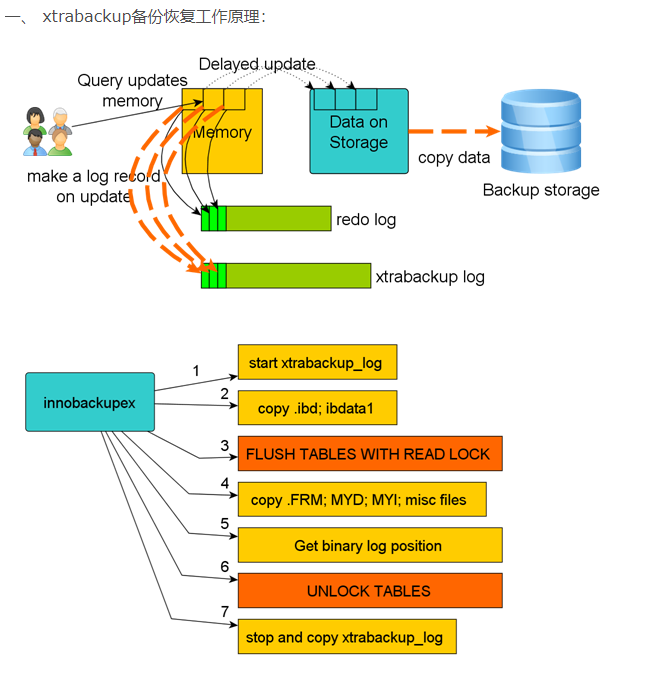 一、 xtrabackup备份恢复工作原理：
Delayed update
Query updates
memory
Memory
Data on
Storage
copy data
Backup storage
make a log record
on update
redo log
xtrabackup log
innobackupex
1
start xtrabackup_log
2
copy .ibd; ibdata1
3
FLUSH TABLES WITH READ LOCK
4
copy .FRM; MYD; MYI; misc files
5
Get binary log position
6
UNLOCK TABLES
7
stop and copy xtrabackup_log